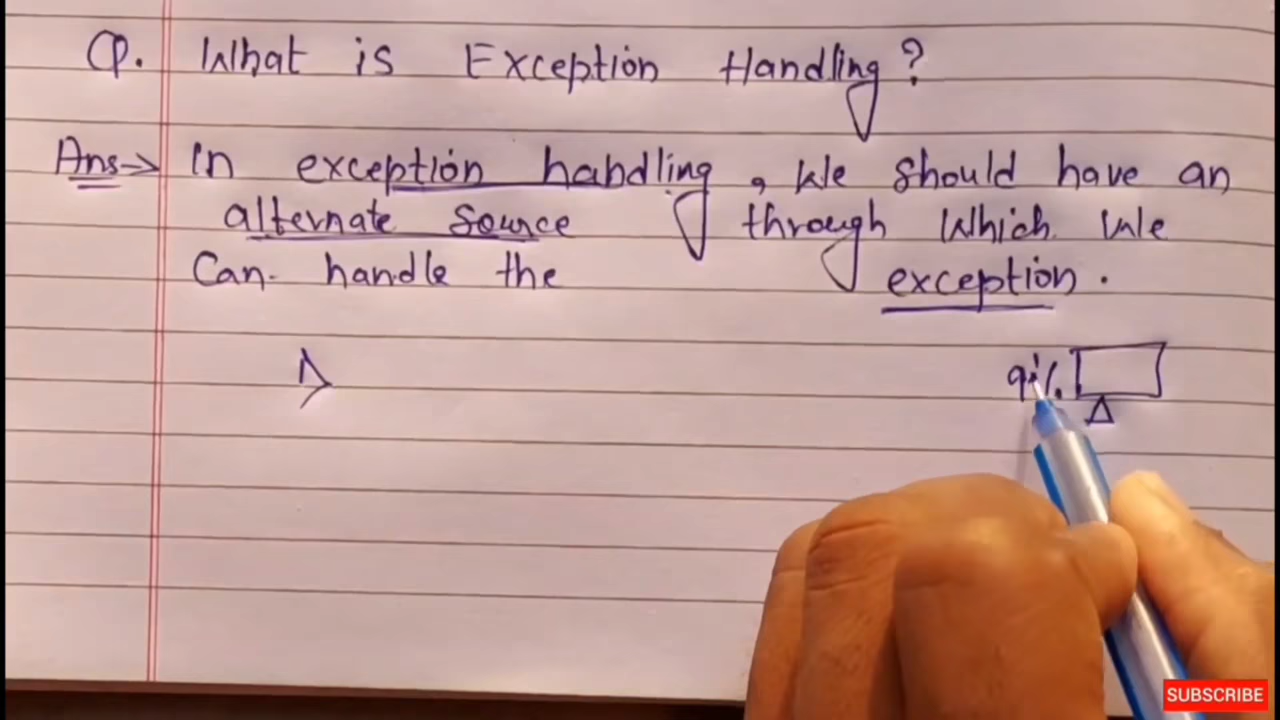 Q. What is Exception Handling?
Ans→ In exception handling, we should have an
alternate source through which we
can handle the exception.
SUBSCRIBE